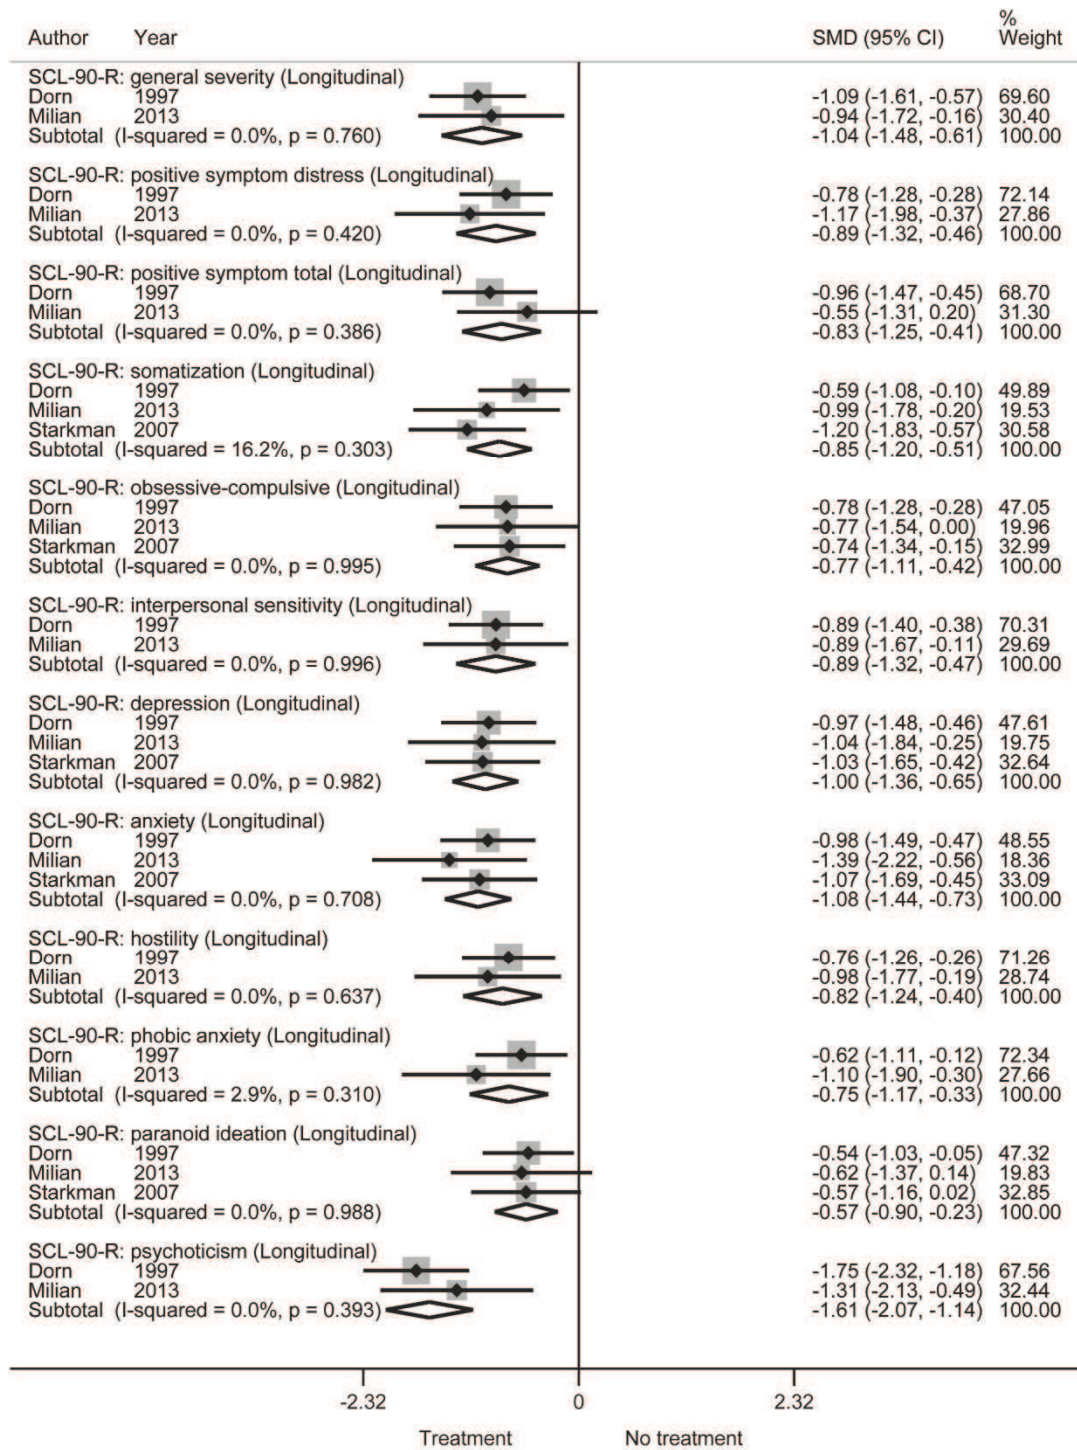 %
Author Year SMD (95% CI) Weight
SCL-90-R: general severity (Longitudinal)
Dorn 1997 -1.09 (-1.61, -0.57) 69.60
Milian 2013 -0.94 (-1.72, -0.16) 30.40
Subtotal (I-squared = 0.0%, p = 0.760) -1.04 (-1.48, -0.61) 100.00
SCL-90-R: positive symptom distress (Longitudinal)
Dorn 1997 -0.78 (-1.28, -0.28) 72.14
Milian 2013 -1.17 (-1.98, -0.37) 27.86
Subtotal (I-squared = 0.0%, p = 0.420) -0.89 (-1.32, -0.46) 100.00
SCL-90-R: positive symptom total (Longitudinal)
Dorn 1997 -0.96 (-1.47, -0.45) 68.70
Milian 2013 -0.55 (-1.31, 0.20) 31.30
Subtotal (I-squared = 0.0%, p = 0.386) -0.83 (-1.25, -0.41) 100.00
SCL-90-R: somatization (Longitudinal)
Dorn 1997 -0.59 (-1.08, -0.10) 49.89
Milian 2013 -0.99 (-1.78, -0.20) 19.53
Starkman 2007 -1.20 (-1.83, -0.57) 30.58
Subtotal (I-squared = 16.2%, p = 0.303) -0.85 (-1.20, -0.51) 100.00
SCL-90-R: obsessive-compulsive (Longitudinal)
Dorn 1997 -0.78 (-1.28, -0.28) 47.05
Milian 2013 -0.77 (-1.54, 0.00) 19.96
Starkman 2007 -0.74 (-1.34, -0.15) 32.99
Subtotal (I-squared = 0.0%, p = 0.995) -0.77 (-1.11, -0.42) 100.00
SCL-90-R: interpersonal sensitivity (Longitudinal)
Dorn 1997 -0.89 (-1.40, -0.38) 70.31
Milian 2013 -0.89 (-1.67, -0.11) 29.69
Subtotal (I-squared = 0.0%, p = 0.996) -0.89 (-1.32, -0.47) 100.00
SCL-90-R: depression (Longitudinal)
Dorn 1997 -0.97 (-1.48, -0.46) 47.61
Milian 2013 -1.04 (-1.84, -0.25) 19.75
Starkman 2007 -1.03 (-1.65, -0.42) 32.64
Subtotal (I-squared = 0.0%, p = 0.982) -1.00 (-1.36, -0.65) 100.00
SCL-90-R: anxiety (Longitudinal)
Dorn 1997 -0.98 (-1.49, -0.47) 48.55
Milian 2013 -1.39 (-2.22, -0.56) 18.36
Starkman 2007 -1.07 (-1.69, -0.45) 33.09
Subtotal (I-squared = 0.0%, p = 0.708) -1.08 (-1.44, -0.73) 100.00
SCL-90-R: hostility (Longitudinal)
Dorn 1997 -0.76 (-1.26, -0.26) 71.26
Milian 2013 -0.98 (-1.77, -0.19) 28.74
Subtotal (I-squared = 0.0%, p = 0.637) -0.82 (-1.24, -0.40) 100.00
SCL-90-R: phobic anxiety (Longitudinal)
Dorn 1997 -0.62 (-1.11, -0.12) 72.34
Milian 2013 -1.10 (-1.90, -0.30) 27.66
Subtotal (I-squared = 2.9%, p = 0.310) -0.75 (-1.17, -0.33) 100.00
SCL-90-R: paranoid ideation (Longitudinal)
Dorn 1997 -0.54 (-1.03, -0.05) 47.32
Milian 2013 -0.62 (-1.37, 0.14) 19.83
Starkman 2007 -0.57 (-1.16, 0.02) 32.85
Subtotal (I-squared = 0.0%, p = 0.988) -0.57 (-0.90, -0.23) 100.00
SCL-90-R: psychoticism (Longitudinal)
Dorn 1997 -1.75 (-2.32, -1.18) 67.56
Milian 2013 -1.31 (-2.13, -0.49) 32.44
Subtotal (I-squared = 0.0%, p = 0.393) -1.61 (-2.07, -1.14) 100.00
-2.32 0 2.32
Treatment No treatment